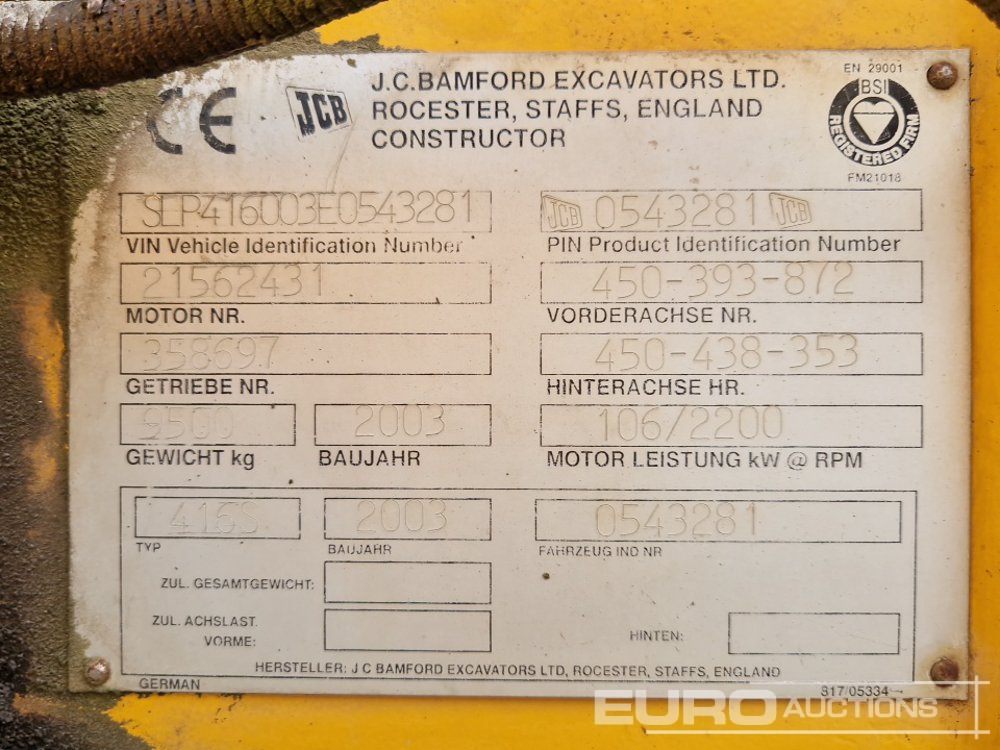 CE
JCB
J.C.BAMFORD EXCAVATORS LTD.
ROCESTER, STAFFS, ENGLAND
CONSTRUCTOR
EN 29001
BSI
REGISTERED FIRM
FM21018
SLP416003E0543281
VIN Vehicle Identification Number
JCB 0543281 JCB
PIN Product Identification Number
21562431
MOTOR NR.
450-393-872
VORDERACHSE NR.
358697
GETRIEBE NR.
450-438-353
HINTERACHSE HR.
9500
GEWICHT kg
2003
BAUJAHR
106/2200
MOTOR LEISTUNG kW @ RPM
416S
TYP
2003
BAUJAHR
0543281
FAHRZEUG IND NR
ZUL. GESAMTGEWICHT:
ZUL. ACHSLAST.
VORME:
HINTEN:
HERSTELLER: J C BAMFORD EXCAVATORS LTD, ROCESTER, STAFFS, ENGLAND
GERMAN
817/05334
EURO AUCTIONS